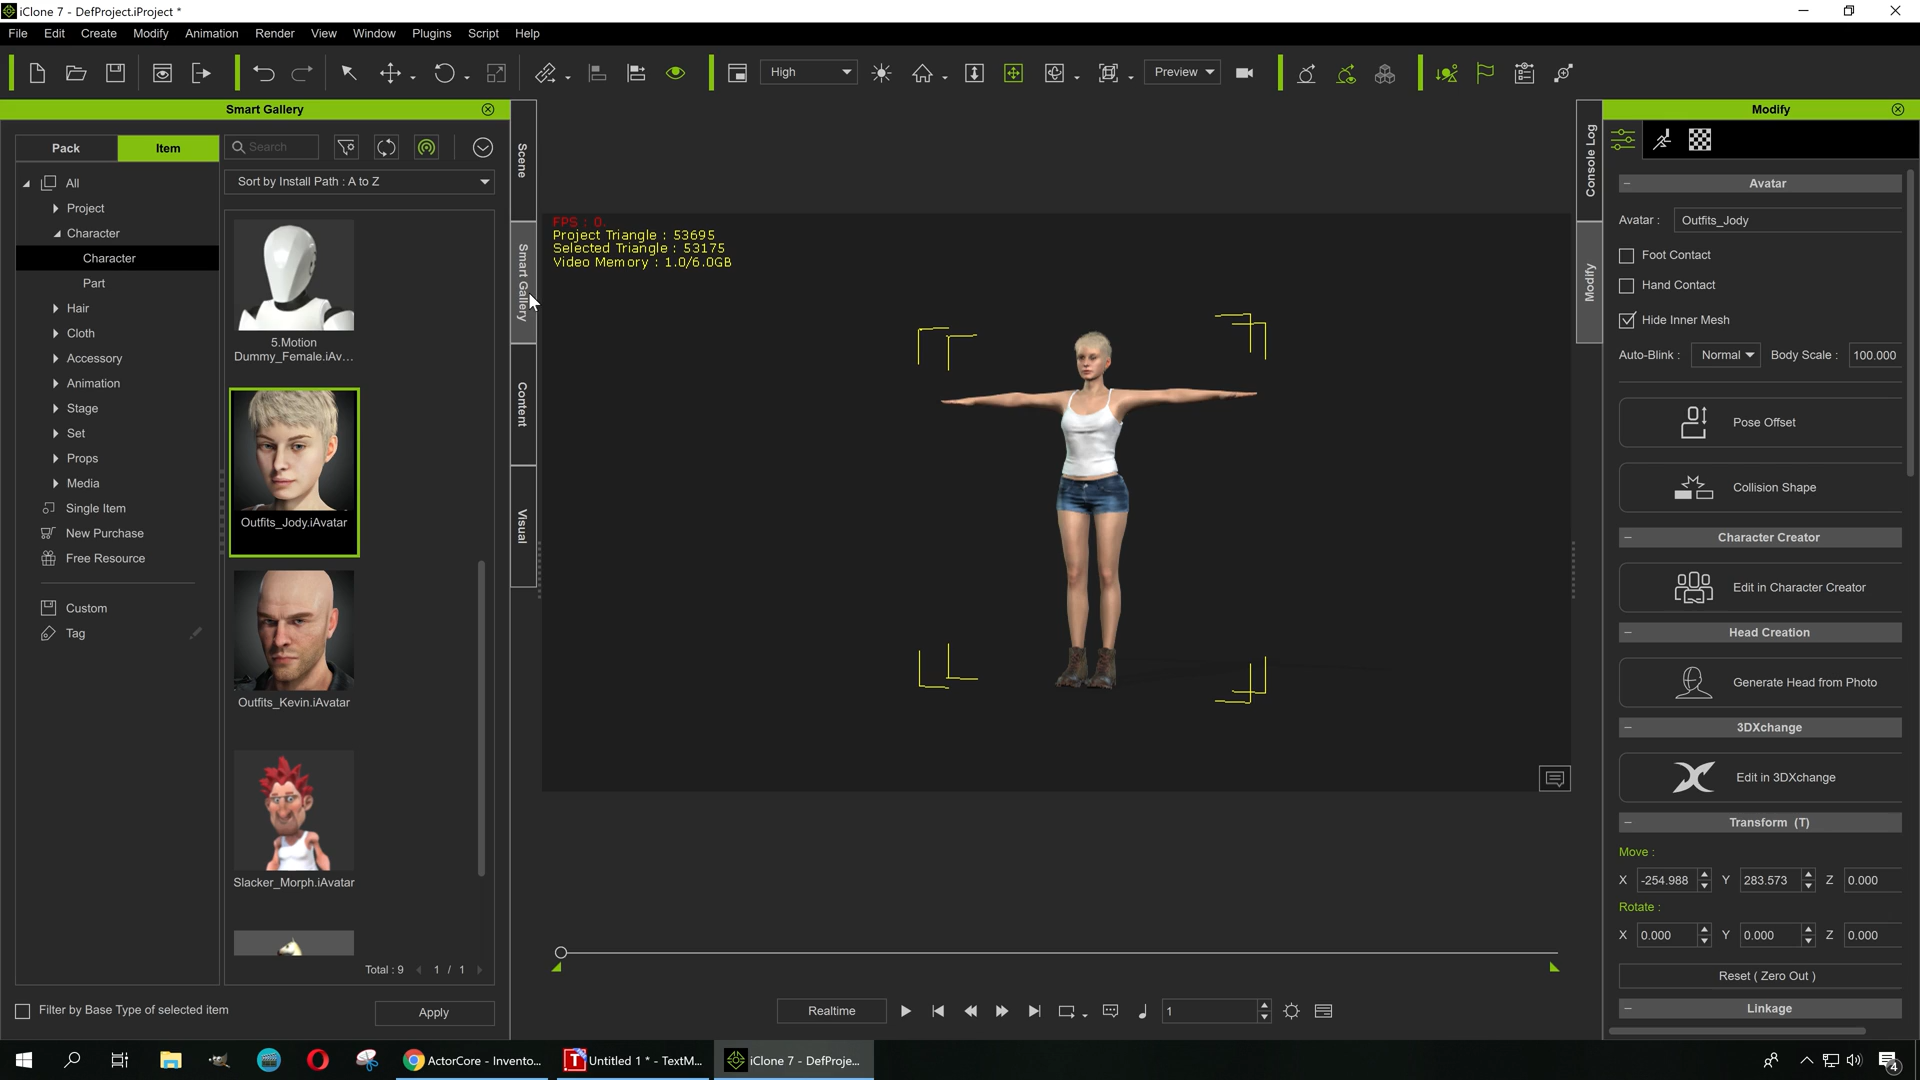 iClone 7 - DefProject.iProject *
File Edit Create Modify Animation Render View Window Plugins Script Help
High
Preview
Smart Gallery
Pack
Item
Search
Sort by Install Path : A to Z
All
Project
Character
Character
Part
Hair
Cloth
Accessory
Animation
Stage
Set
Props
Media
Single Item
New Purchase
Free Resource
Custom
Tag
5.Motion
Dummy_Female.iAv...
Outfits_Jody.iAvatar
Outfits_Kevin.iAvatar
Slacker_Morph.iAvatar
Total : 9 1 / 1
Filter by Base Type of selected item
Apply
Scene
Smart Gallery
Content
Visual
FPS : 0.
Project Triangle : 53695
Selected Triangle : 53175
Video Memory : 1.0/6.0GB
Realtime
1
Console Log
Modify
Modify
Avatar
Avatar : Outfits_Jody
Foot Contact
Hand Contact
Hide Inner Mesh
Auto-Blink : Normal Body Scale : 100.000
Pose Offset
Collision Shape
Character Creator
Edit in Character Creator
Head Creation
Generate Head from Photo
3DXchange
Edit in 3DXchange
Transform (T)
Move :
X -254.988 Y 283.573 Z 0.000
Rotate :
X 0.000 Y 0.000 Z 0.000
Reset ( Zero Out )
Linkage
ActorCore - Invento...
Untitled 1 * - TextM...
iClone 7 - DefProje...
4